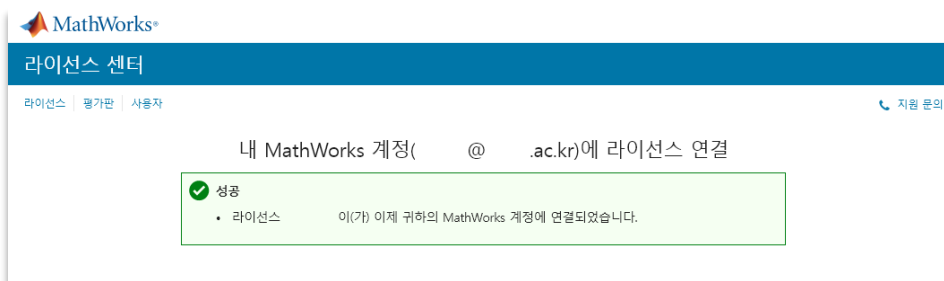 MathWorks®
라이선스 센터
라이선스 평가판 사용자 지원 문의
내 MathWorks 계정( @ .ac.kr)에 라이선스 연결
성공
• 라이선스 이(가) 이제 귀하의 MathWorks 계정에 연결되었습니다.